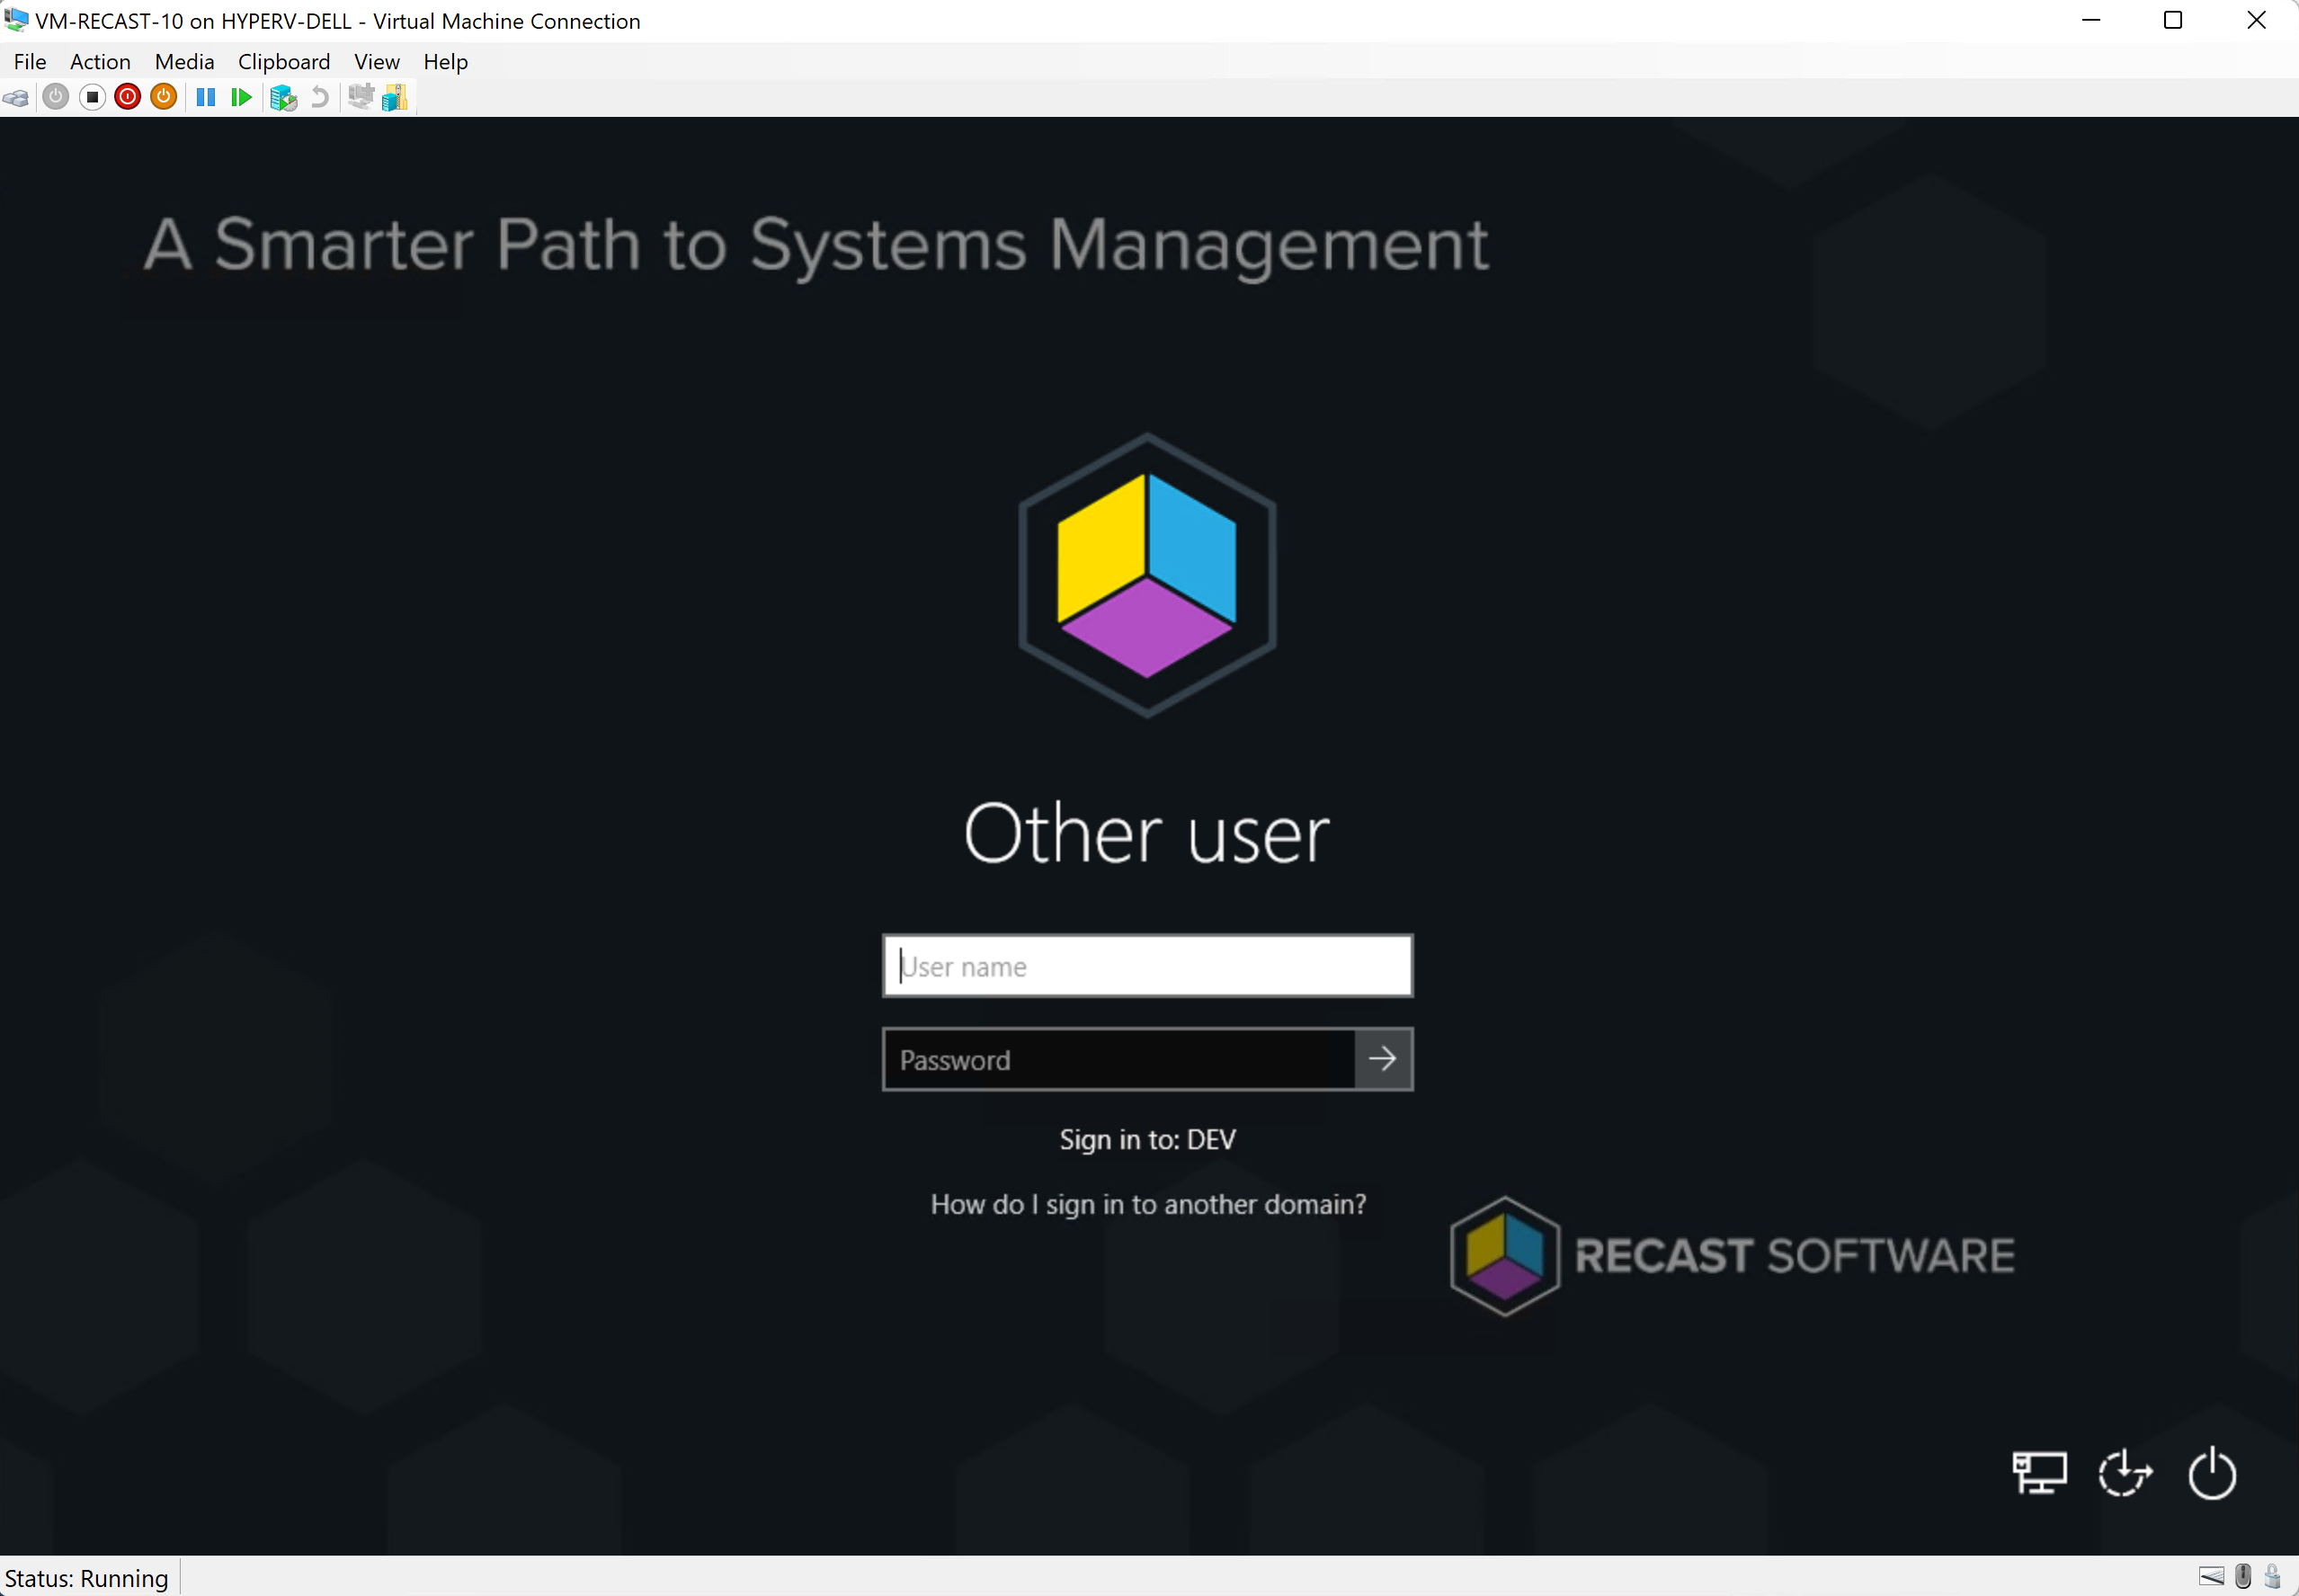 VM-RECAST-10 on HYPERV-DELL - Virtual Machine Connection
File Action Media Clipboard View Help
A Smarter Path to Systems Management
Other user
User name
Password
Sign in to: DEV
How do I sign in to another domain?
RECAST SOFTWARE
Status: Running